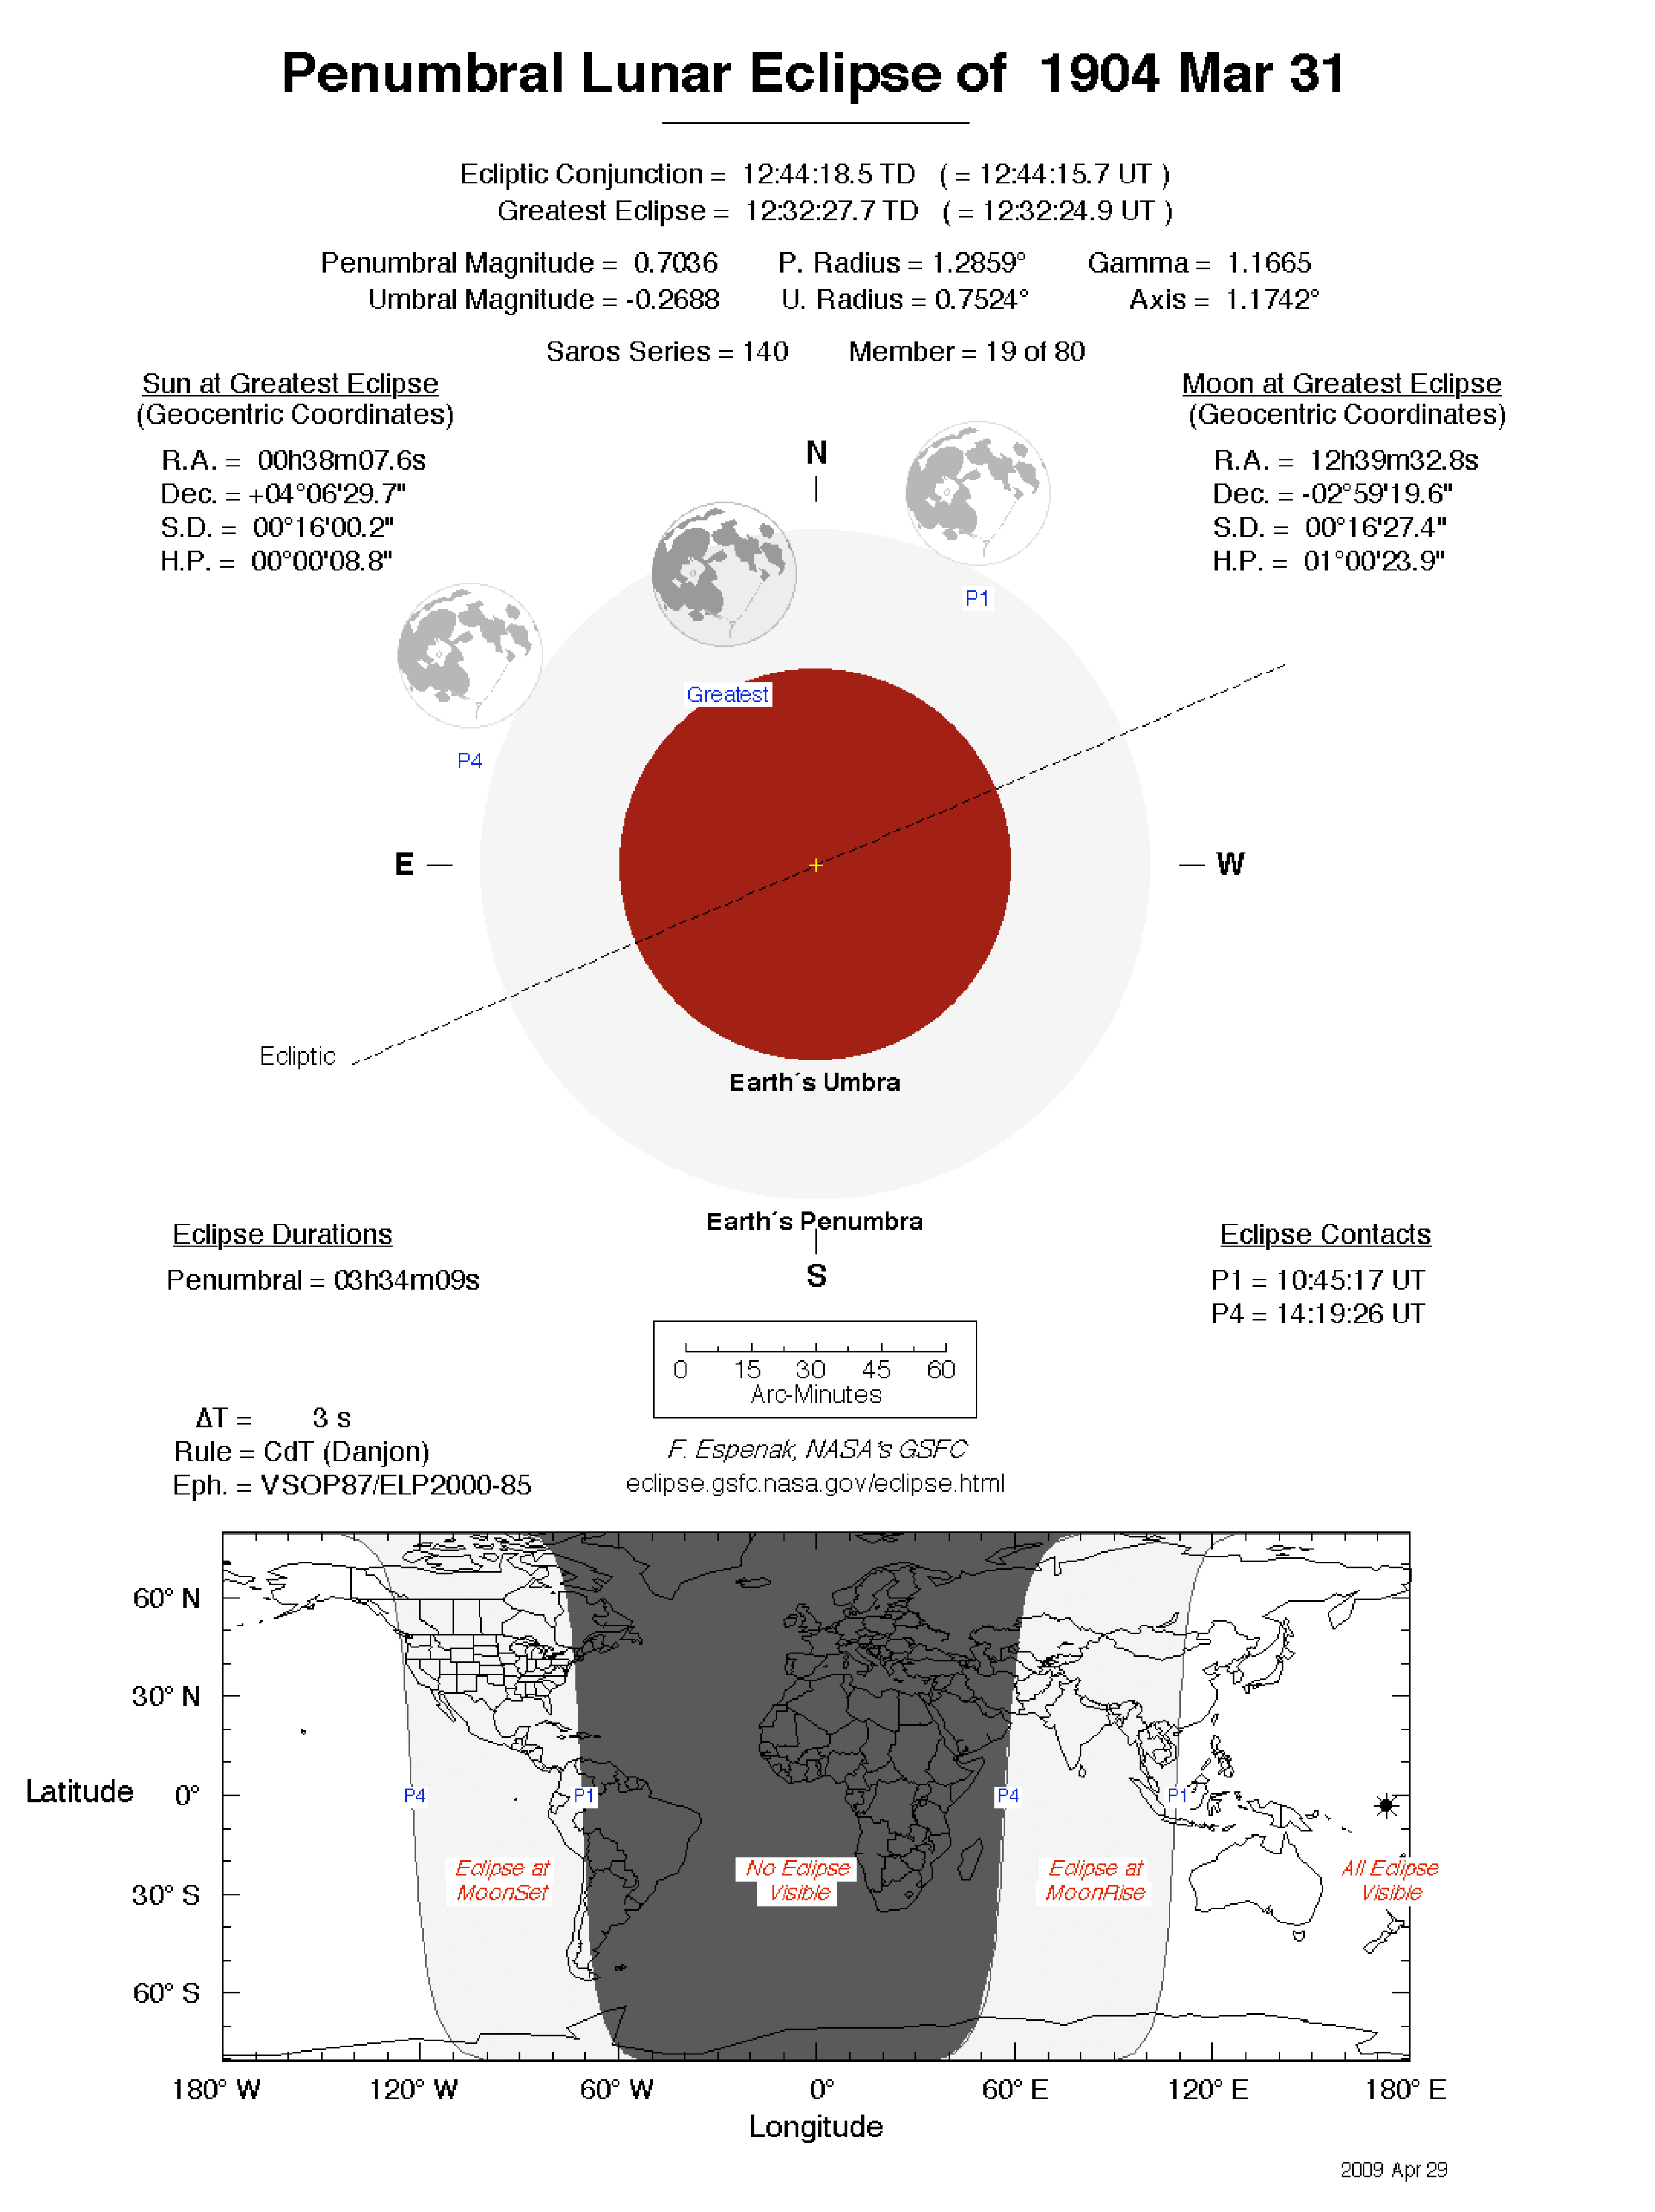 Penumbral Lunar Eclipse of 1904 Mar 31
Ecliptic Conjunction = 12:44:18.5 TD ( = 12:44:15.7 UT )
Greatest Eclipse = 12:32:27.7 TD ( = 12:32:24.9 UT )
Penumbral Magnitude = 0.7036 P. Radius = 1.2859° Gamma = 1.1665
Umbral Magnitude = -0.2688 U. Radius = 0.7524° Axis = 1.1742°
Saros Series = 140 Member = 19 of 80
Sun at Greatest Eclipse
(Geocentric Coordinates)
R.A. = 00h38m07.6s
Dec. = +04°06'29.7"
S.D. = 00°16'00.2"
H.P. = 00°00'08.8"
Moon at Greatest Eclipse
(Geocentric Coordinates)
R.A. = 12h39m32.8s
Dec. = -02°59'19.6"
S.D. = 00°16'27.4"
H.P. = 01°00'23.9"
N
P1
Greatest
P4
E
W
Ecliptic
Earth´s Umbra
Earth´s Penumbra
S
Eclipse Durations
Penumbral = 03h34m09s
Eclipse Contacts
P1 = 10:45:17 UT
P4 = 14:19:26 UT
0 15 30 45 60
Arc-Minutes
ΔT = 3 s
Rule = CdT (Danjon)
Eph. = VSOP87/ELP2000-85
F. Espenak, NASA's GSFC
eclipse.gsfc.nasa.gov/eclipse.html
60° N
30° N
Latitude 0°
30° S
60° S
P4 P1 P4 P1
Eclipse at
MoonSet
No Eclipse
Visible
Eclipse at
MoonRise
All Eclipse
Visible
180° W 120° W 60° W 0° 60° E 120° E 180° E
Longitude
2009 Apr 29